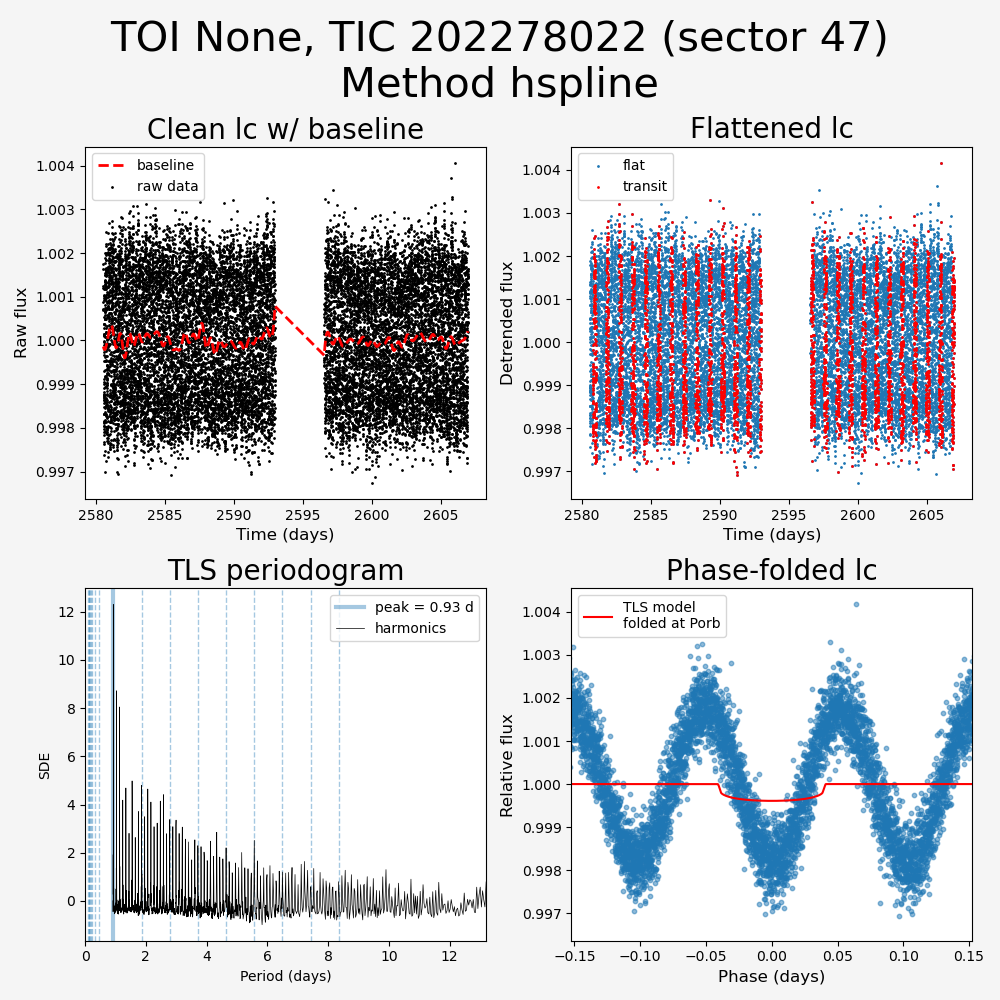 TOI None, TIC 202278022 (sector 47)
Method hspline
Clean lc w/ baseline
Flattened lc
baseline
raw data
flat
transit
1.004
1.003
1.002
1.001
1.000
0.999
0.998
0.997
Raw flux
2580
2585
2590
2595
2600
2605
Time (days)
1.004
1.003
1.002
1.001
1.000
0.999
0.998
0.997
Detrended flux
2580
2585
2590
2595
2600
2605
Time (days)
TLS periodogram
Phase-folded lc
peak = 0.93 d
harmonics
12
10
8
6
4
2
0
SDE
0
2
4
6
8
10
12
Period (days)
TLS model
folded at Porb
1.004
1.003
1.002
1.001
1.000
0.999
0.998
0.997
Relative flux
−0.15
−0.10
−0.05
0.00
0.05
0.10
0.15
Phase (days)